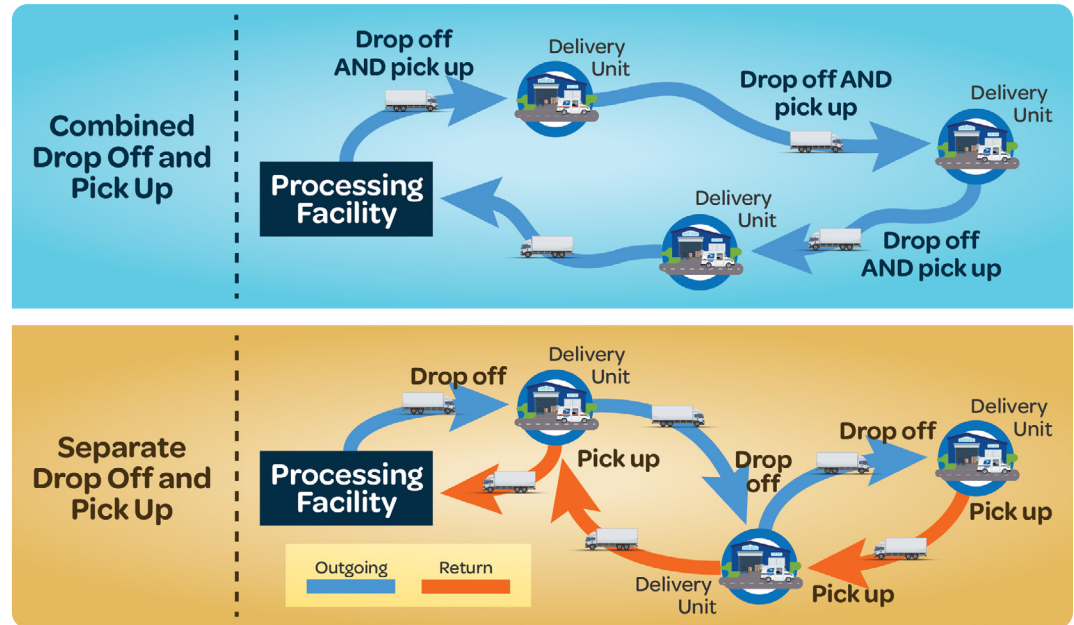 Combined
Drop Off and
Pick Up
Drop off
AND pick up
Delivery
Unit
Drop off AND
pick up
Delivery
Unit
Processing
Facility
Delivery
Unit
Drop off
AND pick up
Separate
Drop Off and
Pick Up
Drop off
Delivery
Unit
Drop off
Delivery
Unit
Processing
Facility
Pick up
Drop
off
Pick up
Outgoing
Return
Delivery
Unit
Pick up